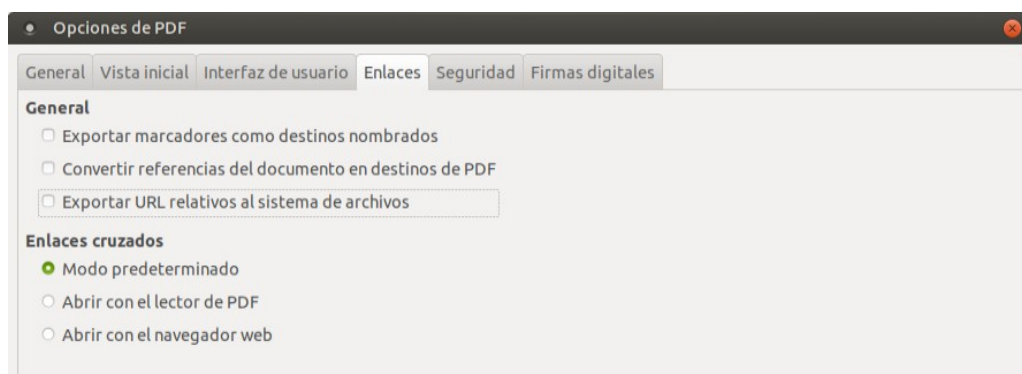 Opciones de PDF
General Vista inicial Interfaz de usuario Enlaces Seguridad Firmas digitales
General
Exportar marcadores como destinos nombrados
Convertir referencias del documento en destinos de PDF
Exportar URL relativos al sistema de archivos
Enlaces cruzados
Modo predeterminado
Abrir con el lector de PDF
Abrir con el navegador web